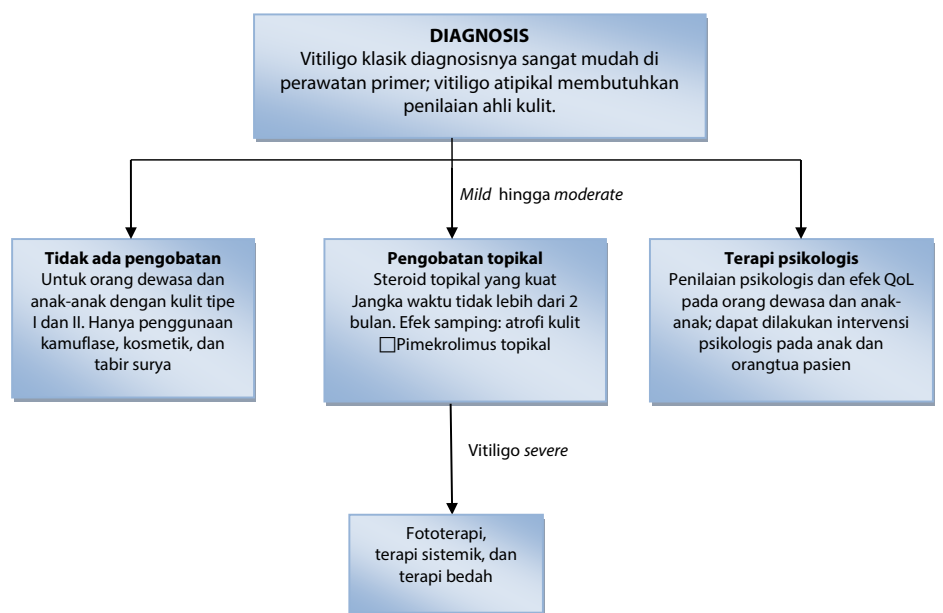 DIAGNOSIS
Vitiligo klasik diagnosisnya sangat mudah di
perawatan primer; vitiligo atipikal membutuhkan
penilaian ahli kulit.
Mild hingga moderate
Tidak ada pengobatan
Untuk orang dewasa dan
anak-anak dengan kulit tipe
I dan II. Hanya penggunaan
kamuflase, kosmetik, dan
tabir surya
Pengobatan topikal
Steroid topikal yang kuat
Jangka waktu tidak lebih dari 2
bulan. Efek samping: atrofi kulit
□Pimekrolimus topikal
Terapi psikologis
Penilaian psikologis dan efek QoL
pada orang dewasa dan anak-
anak; dapat dilakukan intervensi
psikologis pada anak dan
orangtua pasien
Vitiligo severe
Fototerapi,
terapi sistemik, dan
terapi bedah